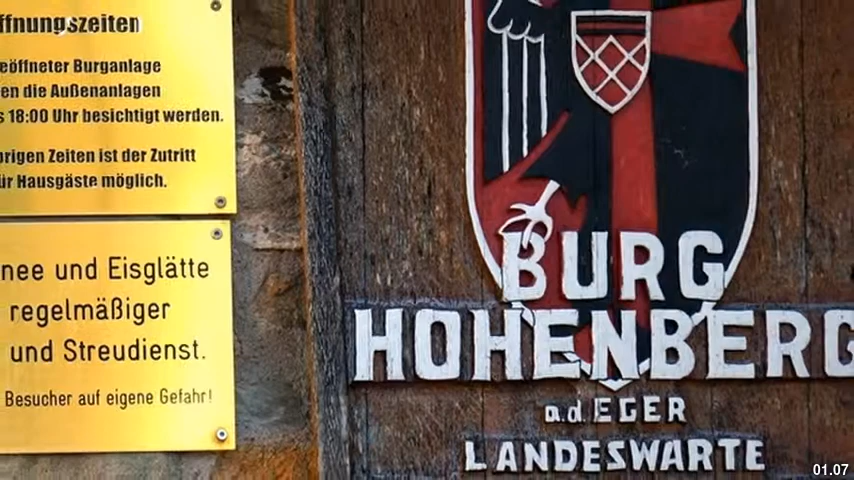 ffnungszeiten
eöffneter Burganlage
en die Außenanlagen
s 18:00 Uhr besichtigt werden.
rigen Zeiten ist der Zutritt
ür Hausgäste möglich.
nee und Eisglätte
regelmäßiger
und Streudienst.
Besucher auf eigene Gefahr!
BURG
HOHENBERG
a.d. EGER
LANDESWARTE
01.07